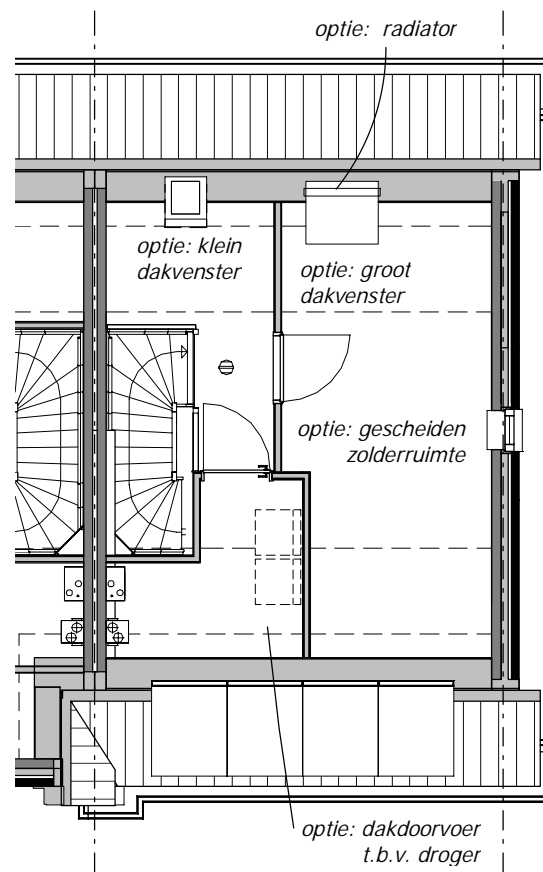 optie: radiator
optie: klein
dakvenster
optie: groot
dakvenster
optie: gescheiden
zolderruimte
optie: dakdoorvoer
t.b.v. droger